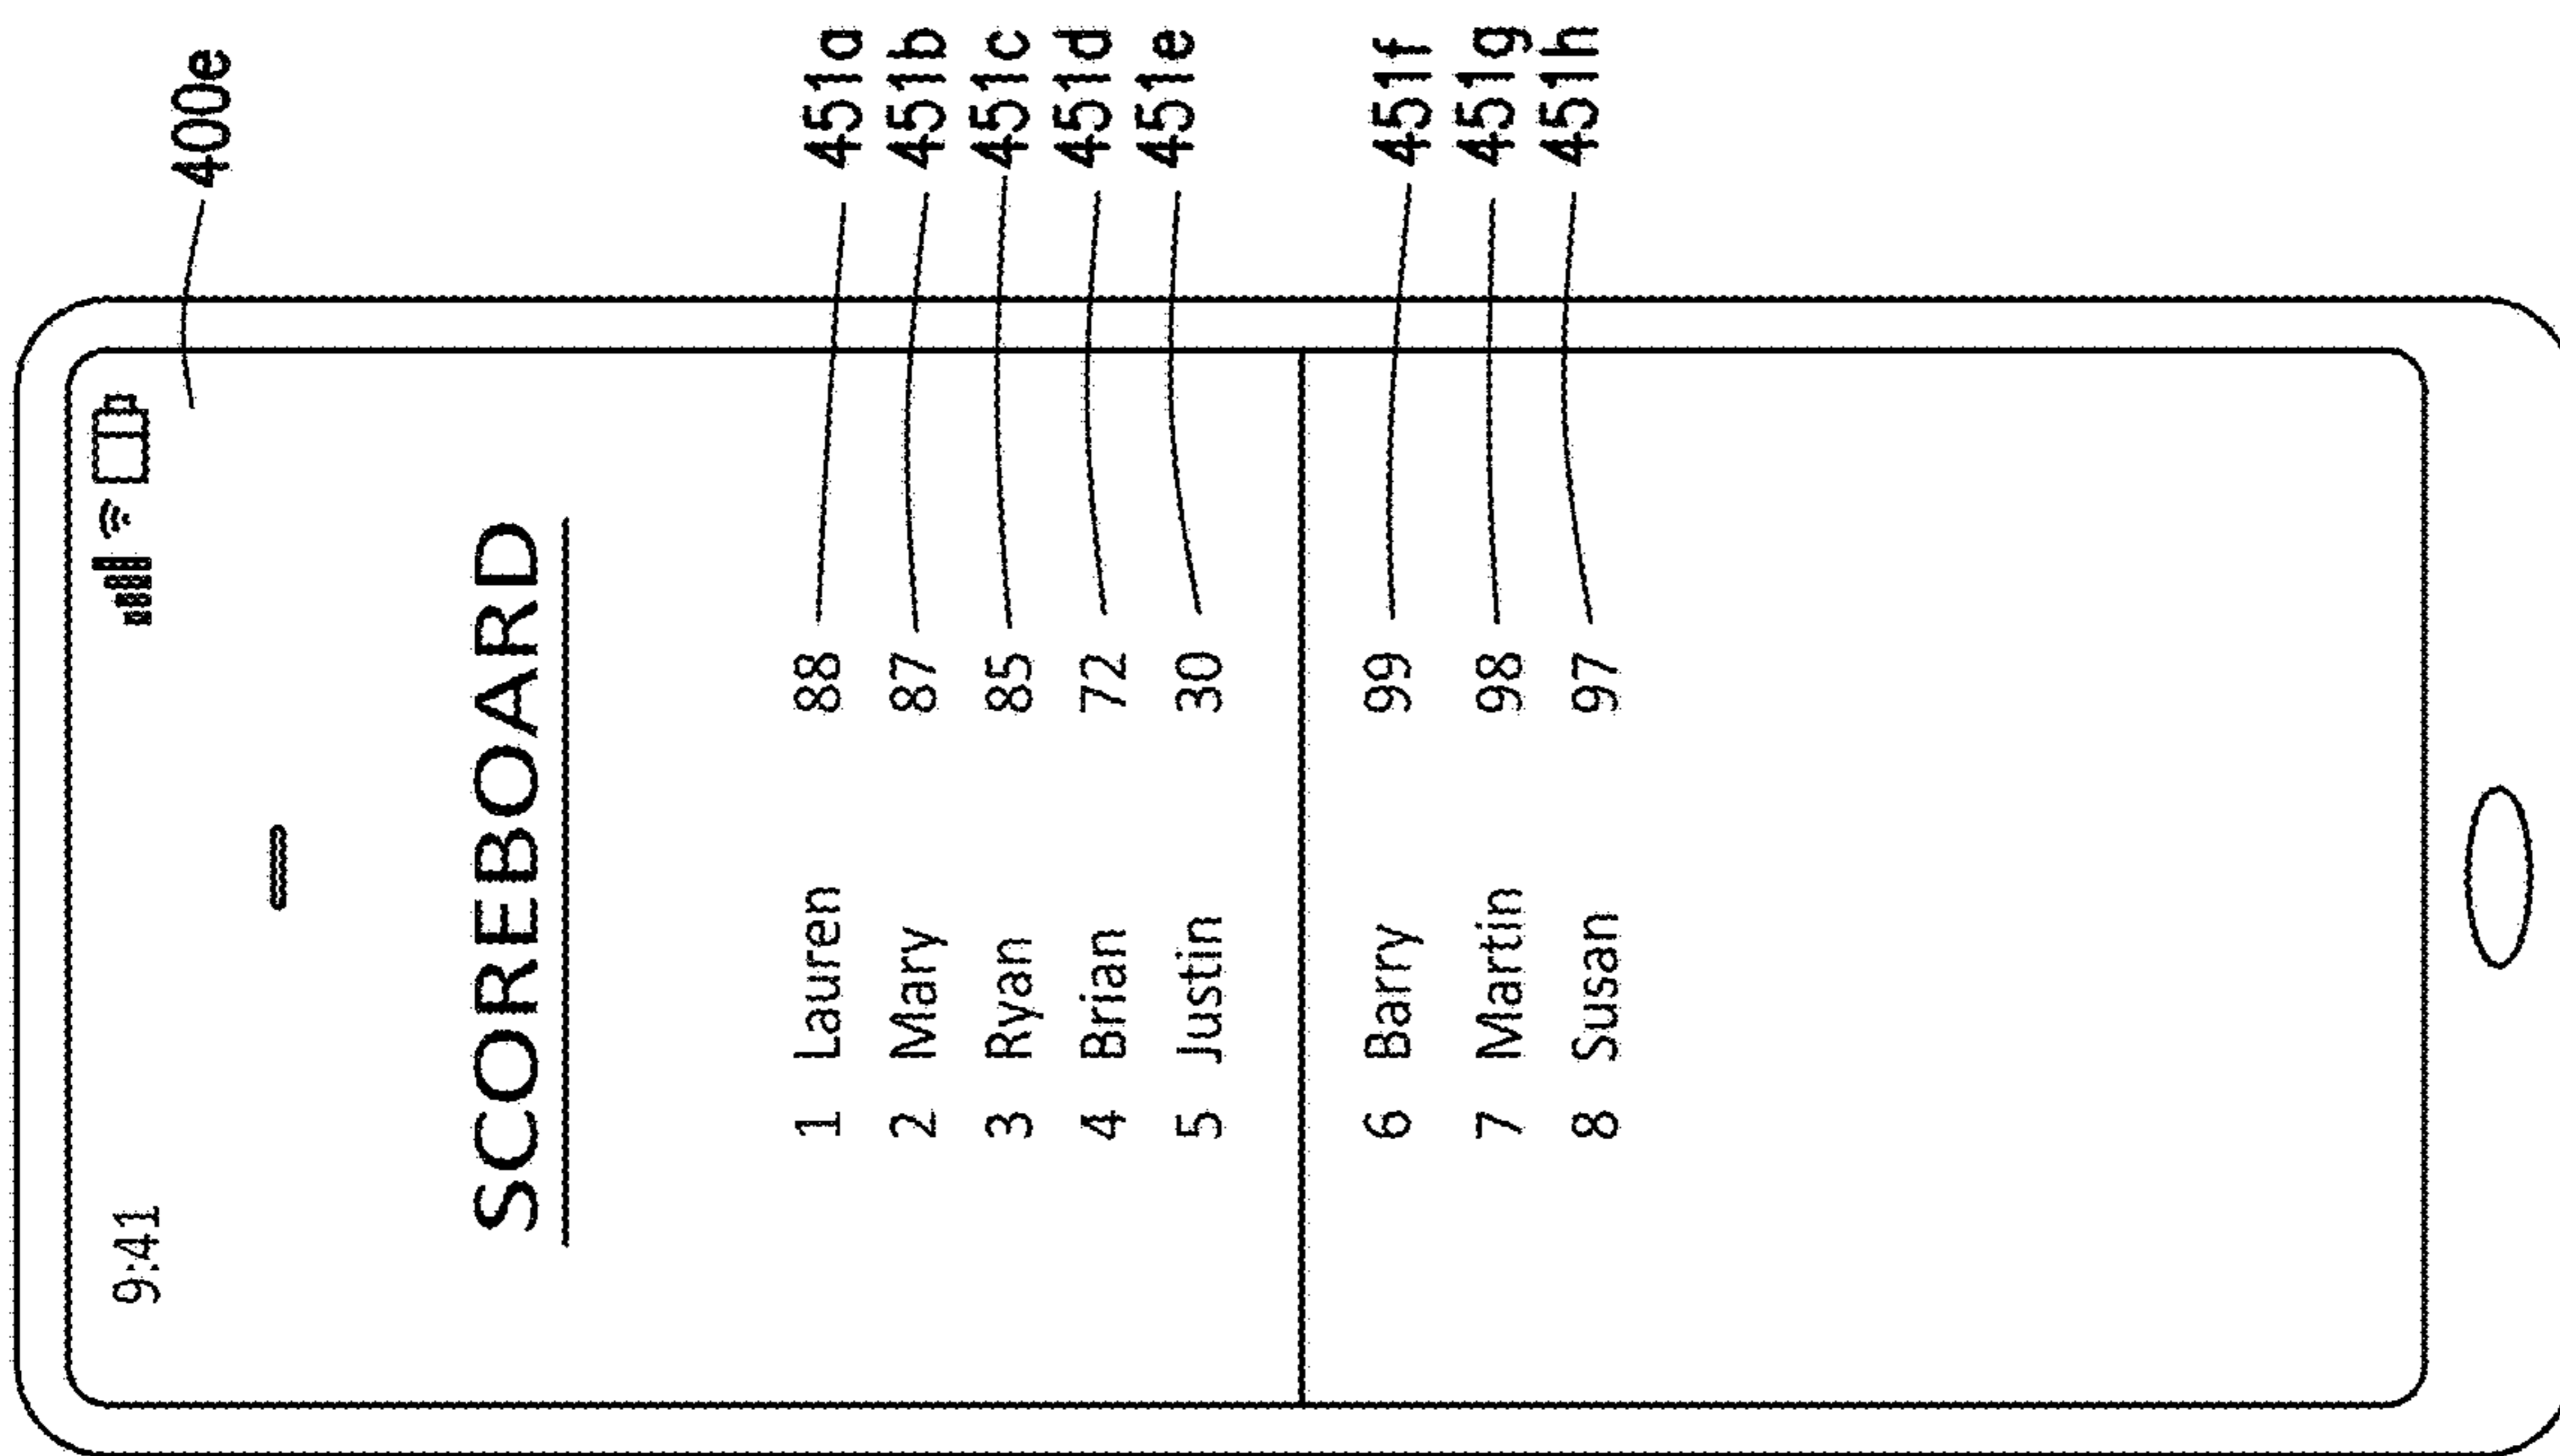 400e
9:41
SCOREBOARD
1 Lauren 88 451a
2 Mary 87 451b
3 Ryan 85 451c
4 Brian 72 451d
5 Justin 30 451e
6 Barry 99 451f
7 Martin 98 451g
8 Susan 97 451h